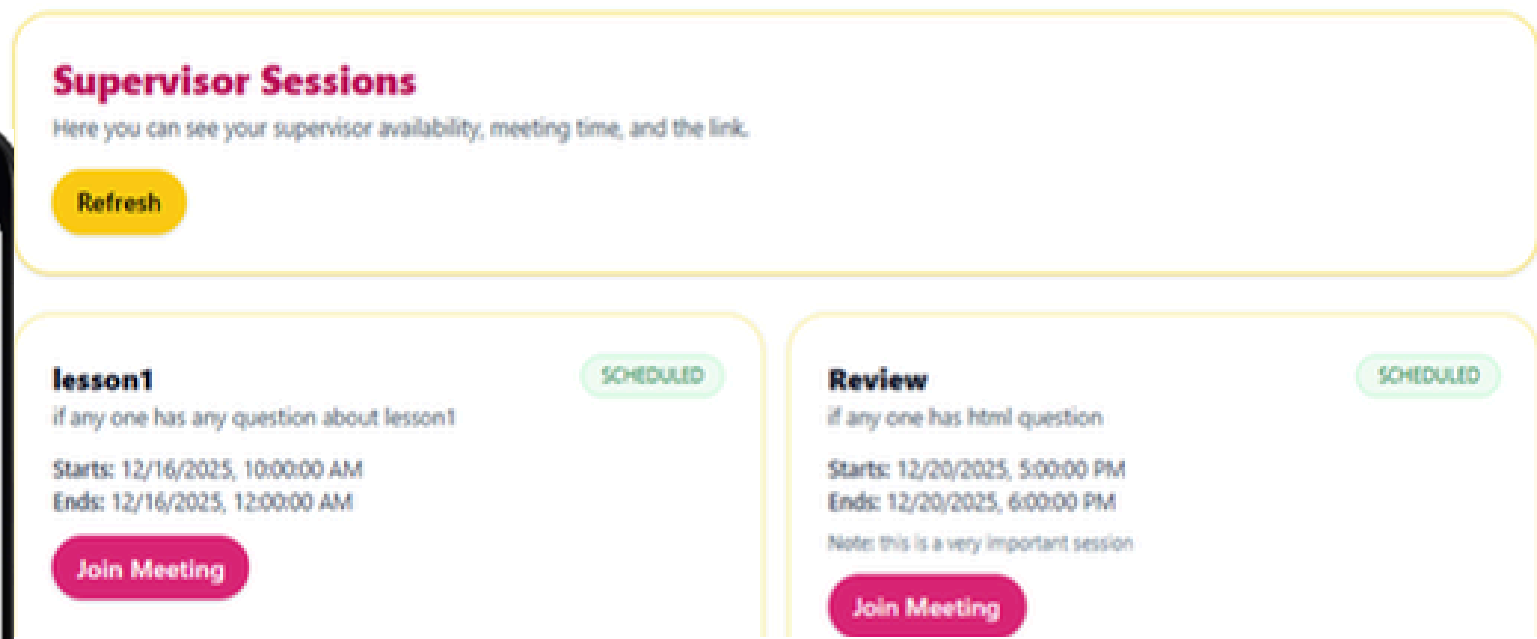 Supervisor Sessions
Here you can see your supervisor availability, meeting time, and the link.
Refresh
lesson1
SCHEDULED
if any one has any question about lesson1
Starts: 12/16/2025, 10:00:00 AM
Ends: 12/16/2025, 12:00:00 AM
Join Meeting
Review
SCHEDULED
if any one has html question
Starts: 12/20/2025, 5:00:00 PM
Ends: 12/20/2025, 6:00:00 PM
Note: this is a very important session
Join Meeting